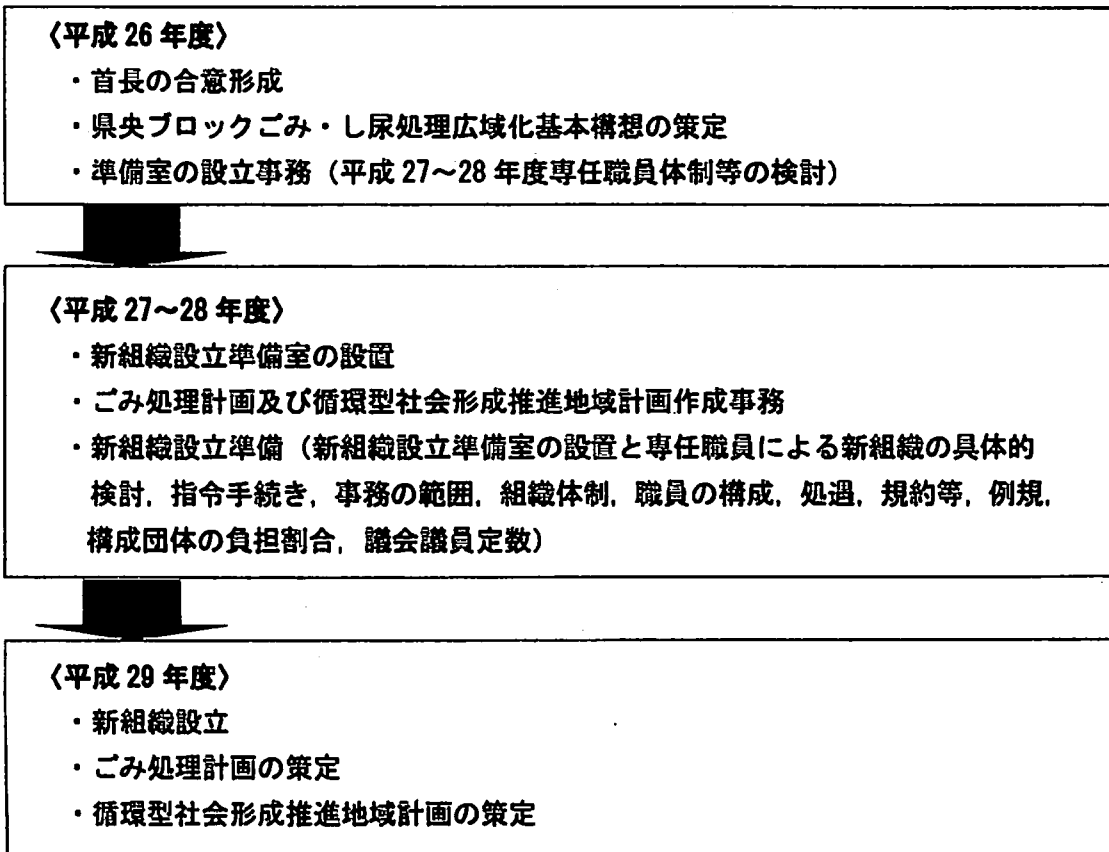 〈平成 26 年度〉
・首長の合意形成
・県央ブロックごみ・し尿処理広域化基本構想の策定
・準備室の設立事務（平成 27～28 年度専任職員体制等の検討）
〈平成 27～28 年度〉
・新組織設立準備室の設置
・ごみ処理計画及び循環型社会形成推進地域計画作成事務
・新組織設立準備（新組織設立準備室の設置と専任職員による新組織の具体的
検討，指令手続き，事務の範囲，組織体制，職員の構成，処遇，規約等，例規，
構成団体の負担割合，議会議員定数）
〈平成 29 年度〉
・新組織設立
・ごみ処理計画の策定
・循環型社会形成推進地域計画の策定